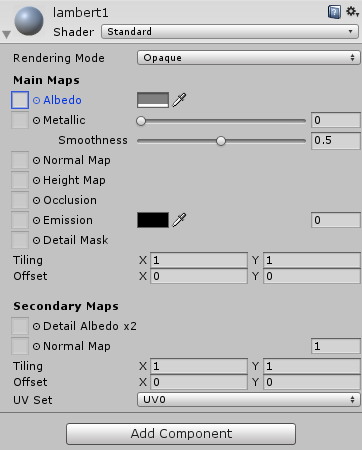 lambert1
Shader Standard
Rendering Mode Opaque
Main Maps
Albedo
Metallic 0
Smoothness 0.5
Normal Map
Height Map
Occlusion
Emission 0
Detail Mask
Tiling X 1 Y 1
Offset X 0 Y 0
Secondary Maps
Detail Albedo x2
Normal Map 1
Tiling X 1 Y 1
Offset X 0 Y 0
UV Set UV0
Add Component